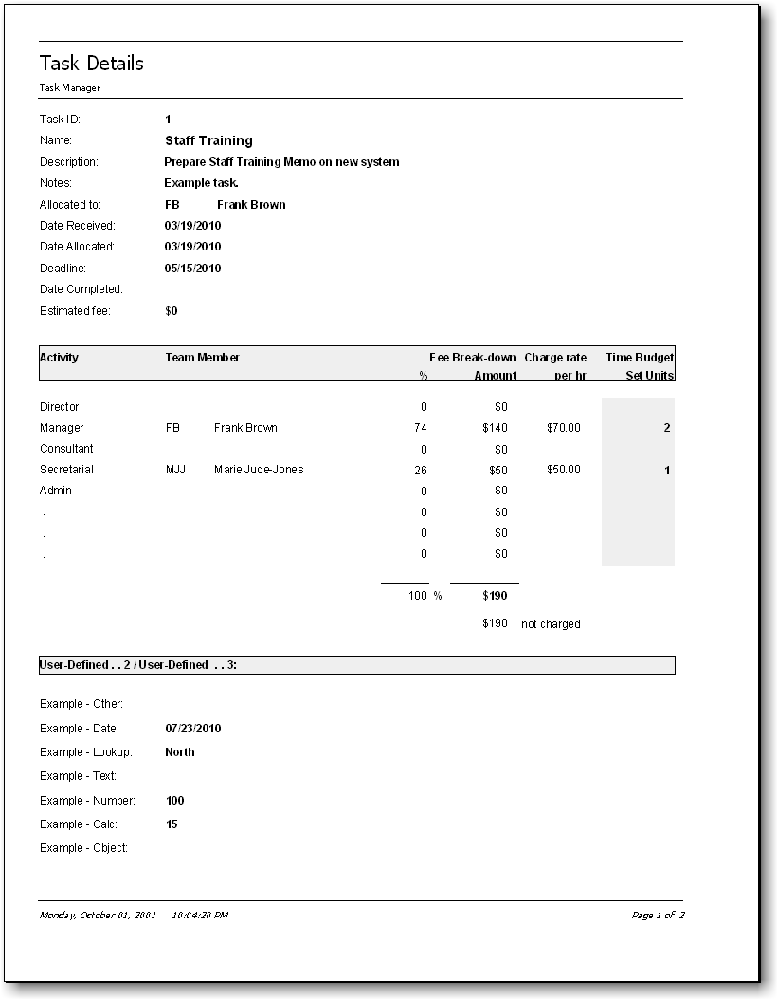 Task Details
Task Manager
Task ID: 1
Name: Staff Training
Description: Prepare Staff Training Memo on new system
Notes: Example task.
Allocated to: FB Frank Brown
Date Received: 03/19/2010
Date Allocated: 03/19/2010
Deadline: 05/15/2010
Date Completed:
Estimated fee: $0
Activity Team Member Fee Break-down Charge rate Time Budget
% Amount per hr Set Units
Director 0 $0
Manager FB Frank Brown 74 $140 $70.00 2
Consultant 0 $0
Secretarial MJJ Marie Jude-Jones 26 $50 $50.00 1
Admin 0 $0
. 0 $0
. 0 $0
. 0 $0
100 % $190
$190 not charged
User-Defined . . 2 / User-Defined . . 3:
Example - Other:
Example - Date: 07/23/2010
Example - Lookup: North
Example - Text:
Example - Number: 100
Example - Calc: 15
Example - Object:
Monday, October 01, 2001 10:04:20 PM Page 1 of 2